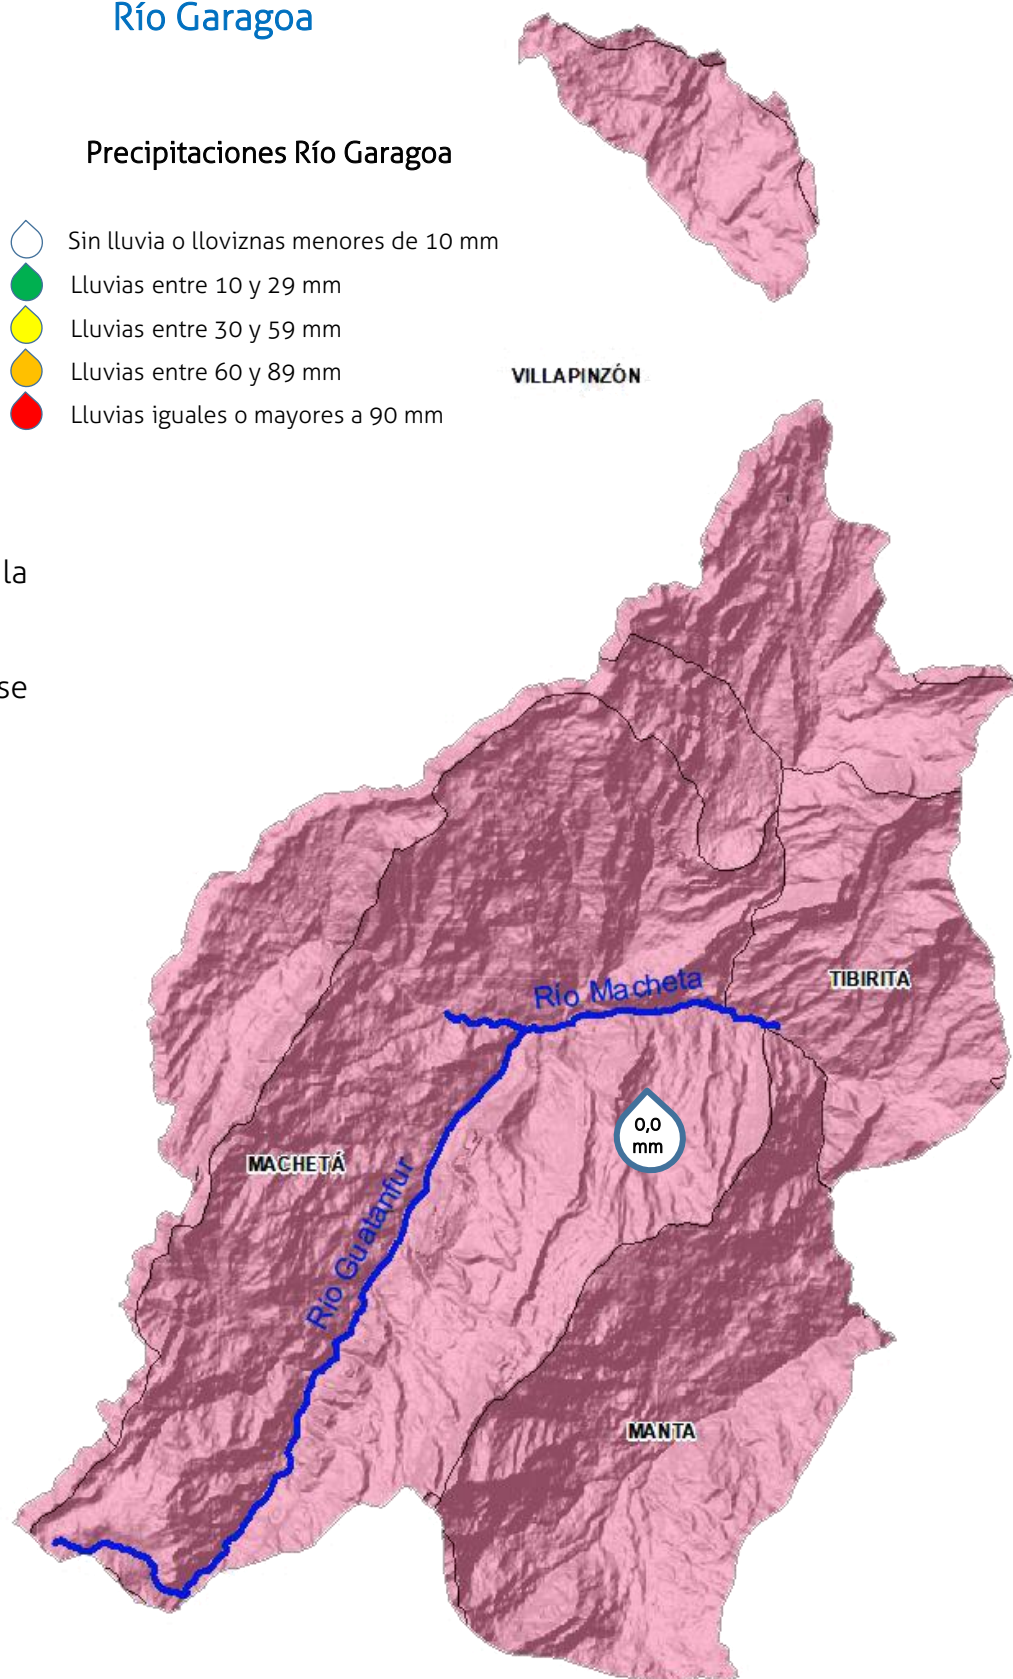 Río Garagoa
Precipitaciones Río Garagoa
Sin lluvia o lloviznas menores de 10 mm
Lluvias entre 10 y 29 mm
Lluvias entre 30 y 59 mm
Lluvias entre 60 y 89 mm
Lluvias iguales o mayores a 90 mm
VILLAPINZÓN
la
se
TIBIRITA
Río Macheta
0,0
mm
MACHETÁ
Río Guatanfur
MANTA